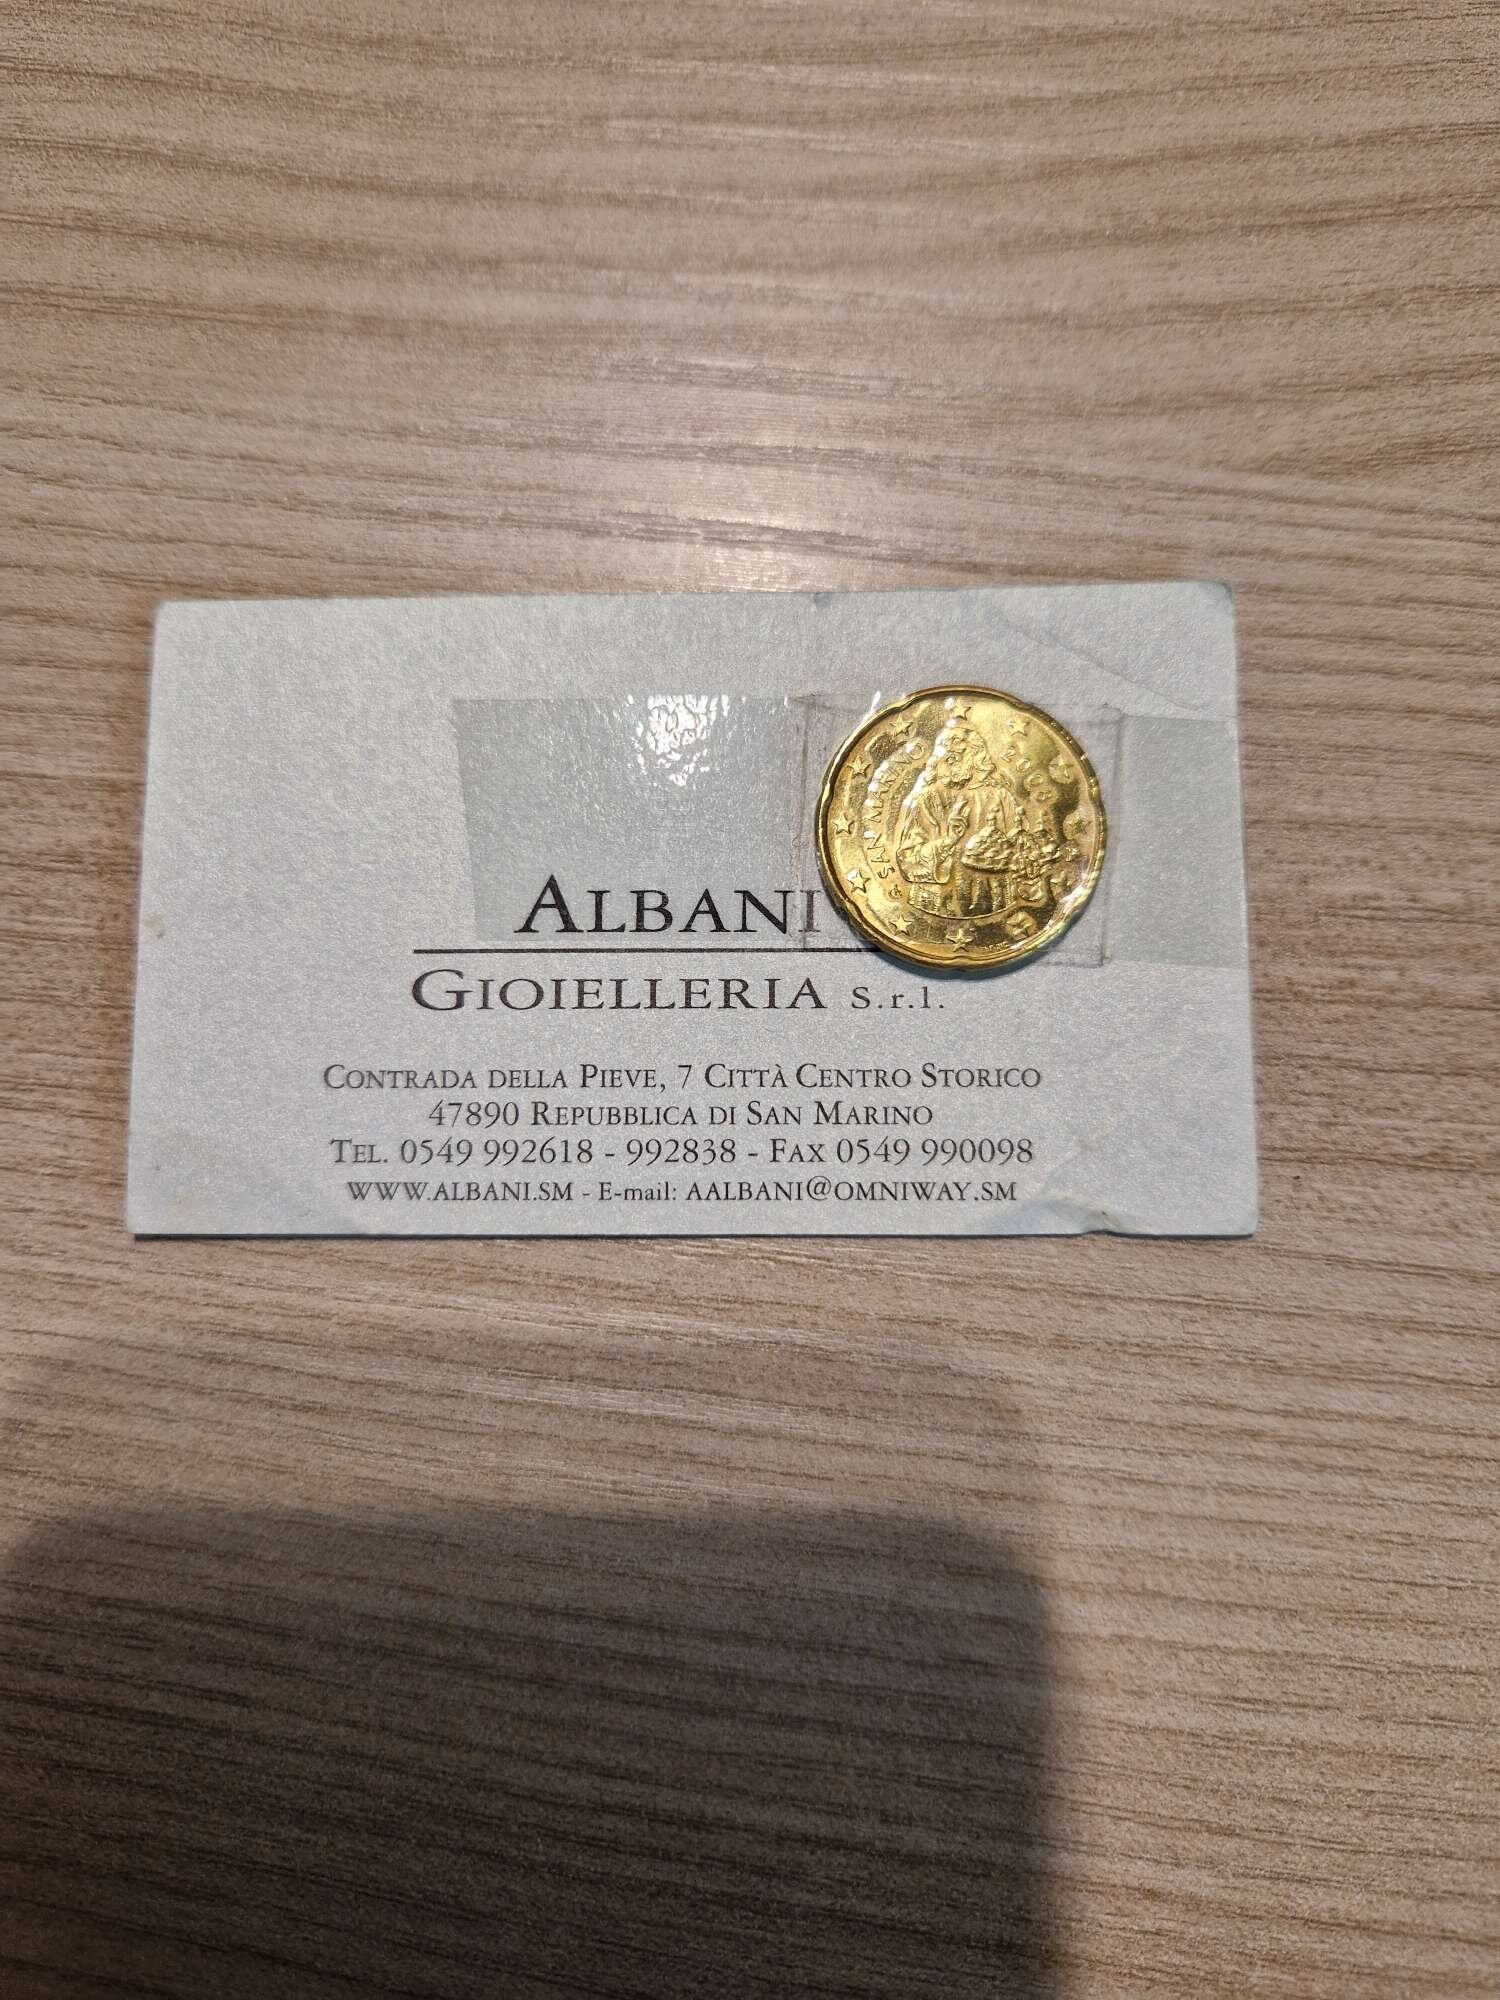 ALBANI
GIOIELLERIA S.r.l.
CONTRADA DELLA PIEVE, 7 CITTÀ CENTRO STORICO
47890 REPUBBLICA DI SAN MARINO
TEL. 0549 992618 - 992838 - FAX 0549 990098
WWW.ALBANI.SM - E-mail: AALBANI@OMNIWAY.SM
SAN MARINO